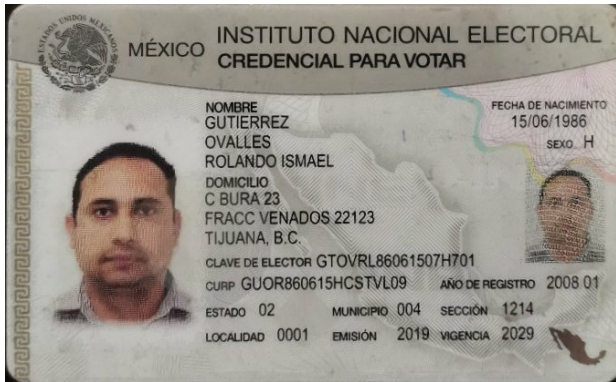 MÉXICO
INSTITUTO NACIONAL ELECTORAL
CREDENCIAL PARA VOTAR
NOMBRE
GUTIERREZ
OVALLES
ROLANDO ISMAEL
FECHA DE NACIMIENTO
15/06/1986
SEXO H
DOMICILIO
C BURA 23
FRACC VENADOS 22123
TIJUANA, B.C.
CLAVE DE ELECTOR GTOVRL86061507H701
CURP GUOR860615HCSTVL09 AÑO DE REGISTRO 2008 01
ESTADO 02 MUNICIPIO 004 SECCIÓN 1214
LOCALIDAD 0001 EMISIÓN 2019 VIGENCIA 2029